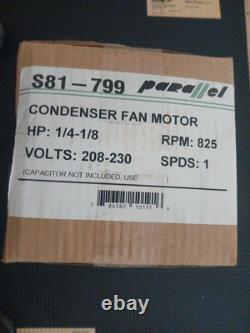 S81-799 parallel
CONDENSER FAN MOTOR
HP: 1/4-1/8 RPM: 825
VOLTS: 208-230 SPDS: 1
(CAPACITOR NOT INCLUDED. USE